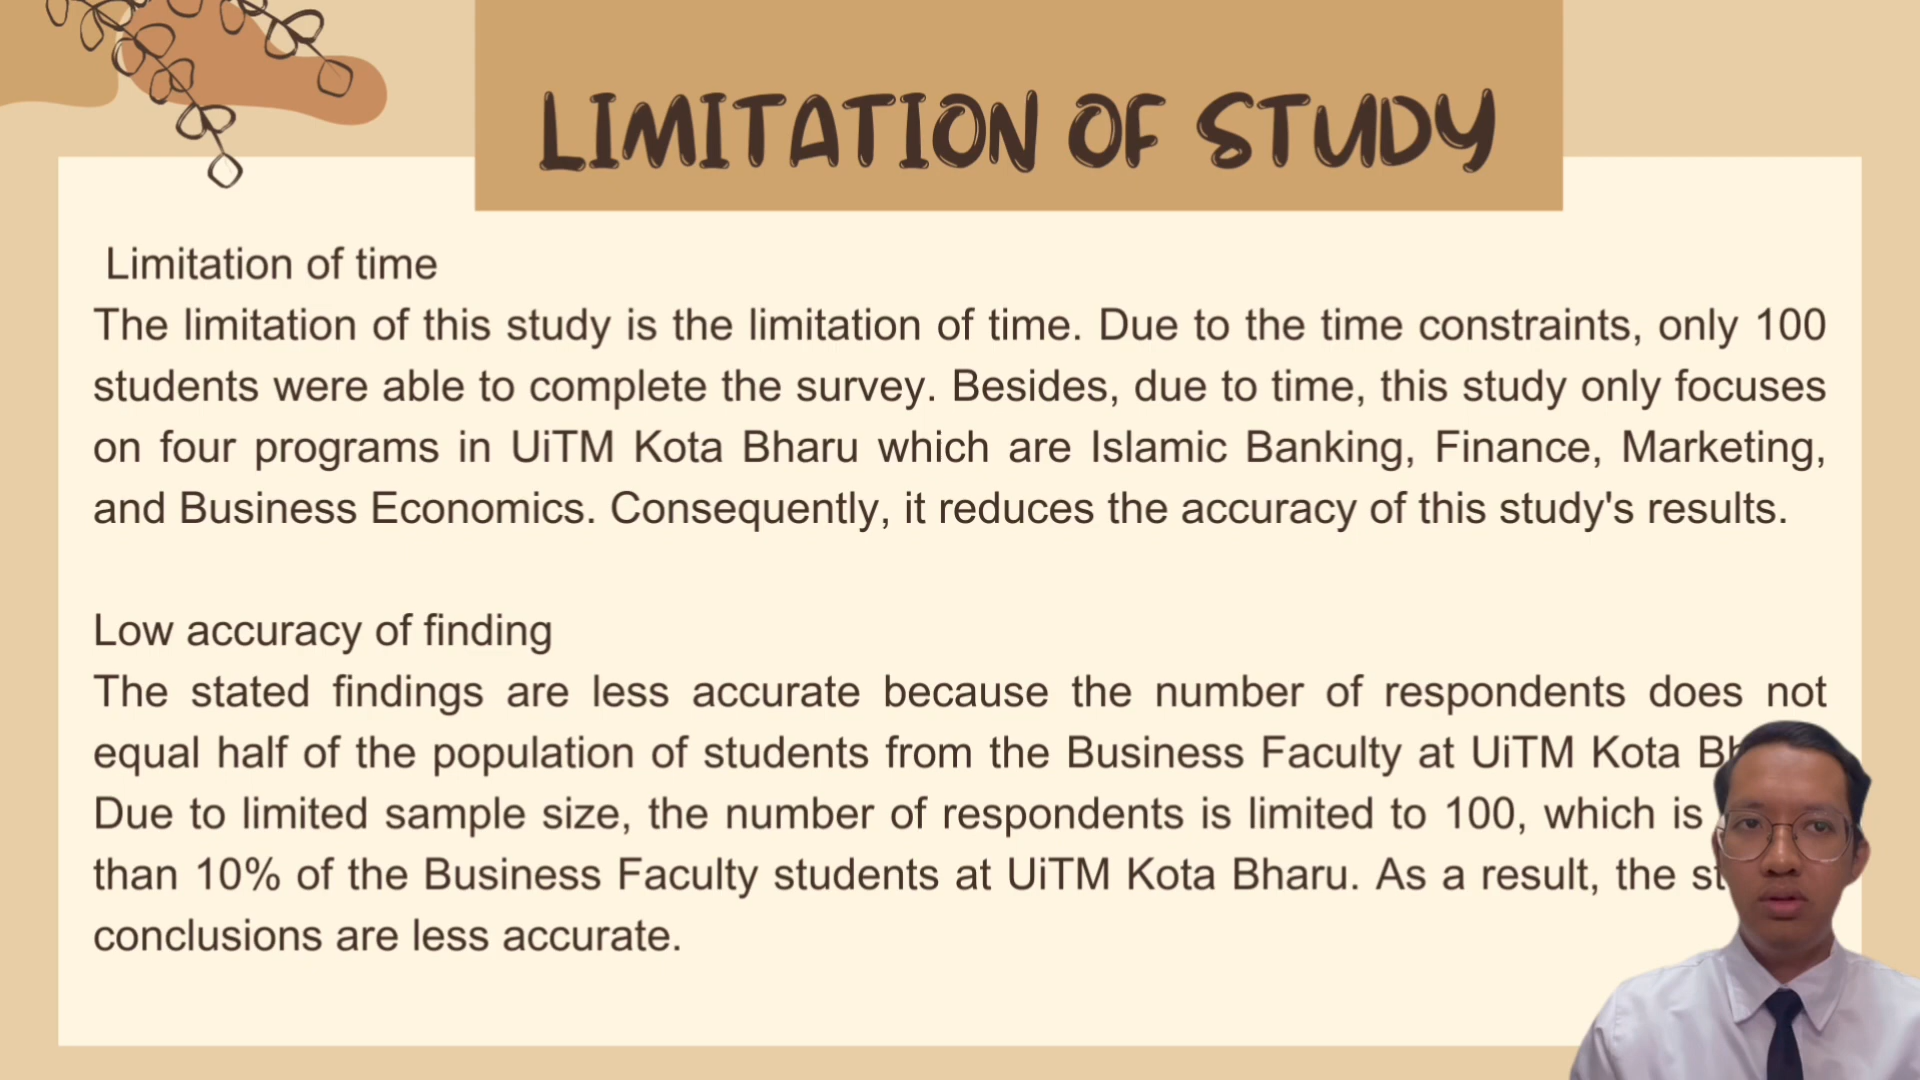 LIMITATION OF STUDY
Limitation of time
The limitation of this study is the limitation of time. Due to the time constraints, only 100
students were able to complete the survey. Besides, due to time, this study only focuses
on four programs in UiTM Kota Bharu which are Islamic Banking, Finance, Marketing,
and Business Economics. Consequently, it reduces the accuracy of this study's results.
Low accuracy of finding
The stated findings are less accurate because the number of respondents does not
equal half of the population of students from the Business Faculty at UiTM Kota
Due to limited sample size, the number of respondents is limited to 100, which is
than 10% of the Business Faculty students at UiTM Kota Bharu. As a result, the
conclusions are less accurate.